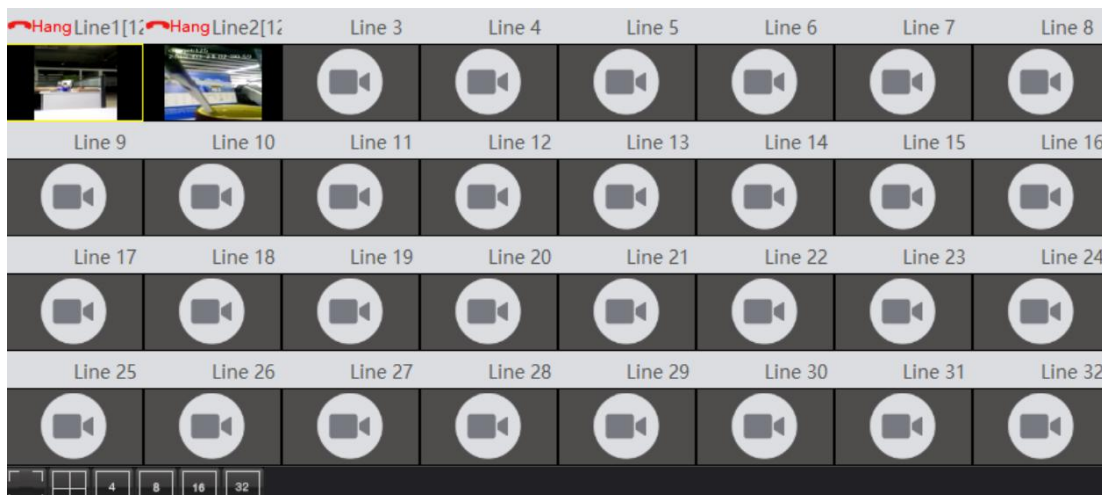 Hang Line1[12 Hang Line2[12 Line 3 Line 4 Line 5 Line 6 Line 7 Line 8
Line 9 Line 10 Line 11 Line 12 Line 13 Line 14 Line 15 Line 16
Line 17 Line 18 Line 19 Line 20 Line 21 Line 22 Line 23 Line 24
Line 25 Line 26 Line 27 Line 28 Line 29 Line 30 Line 31 Line 32
4 8 16 32